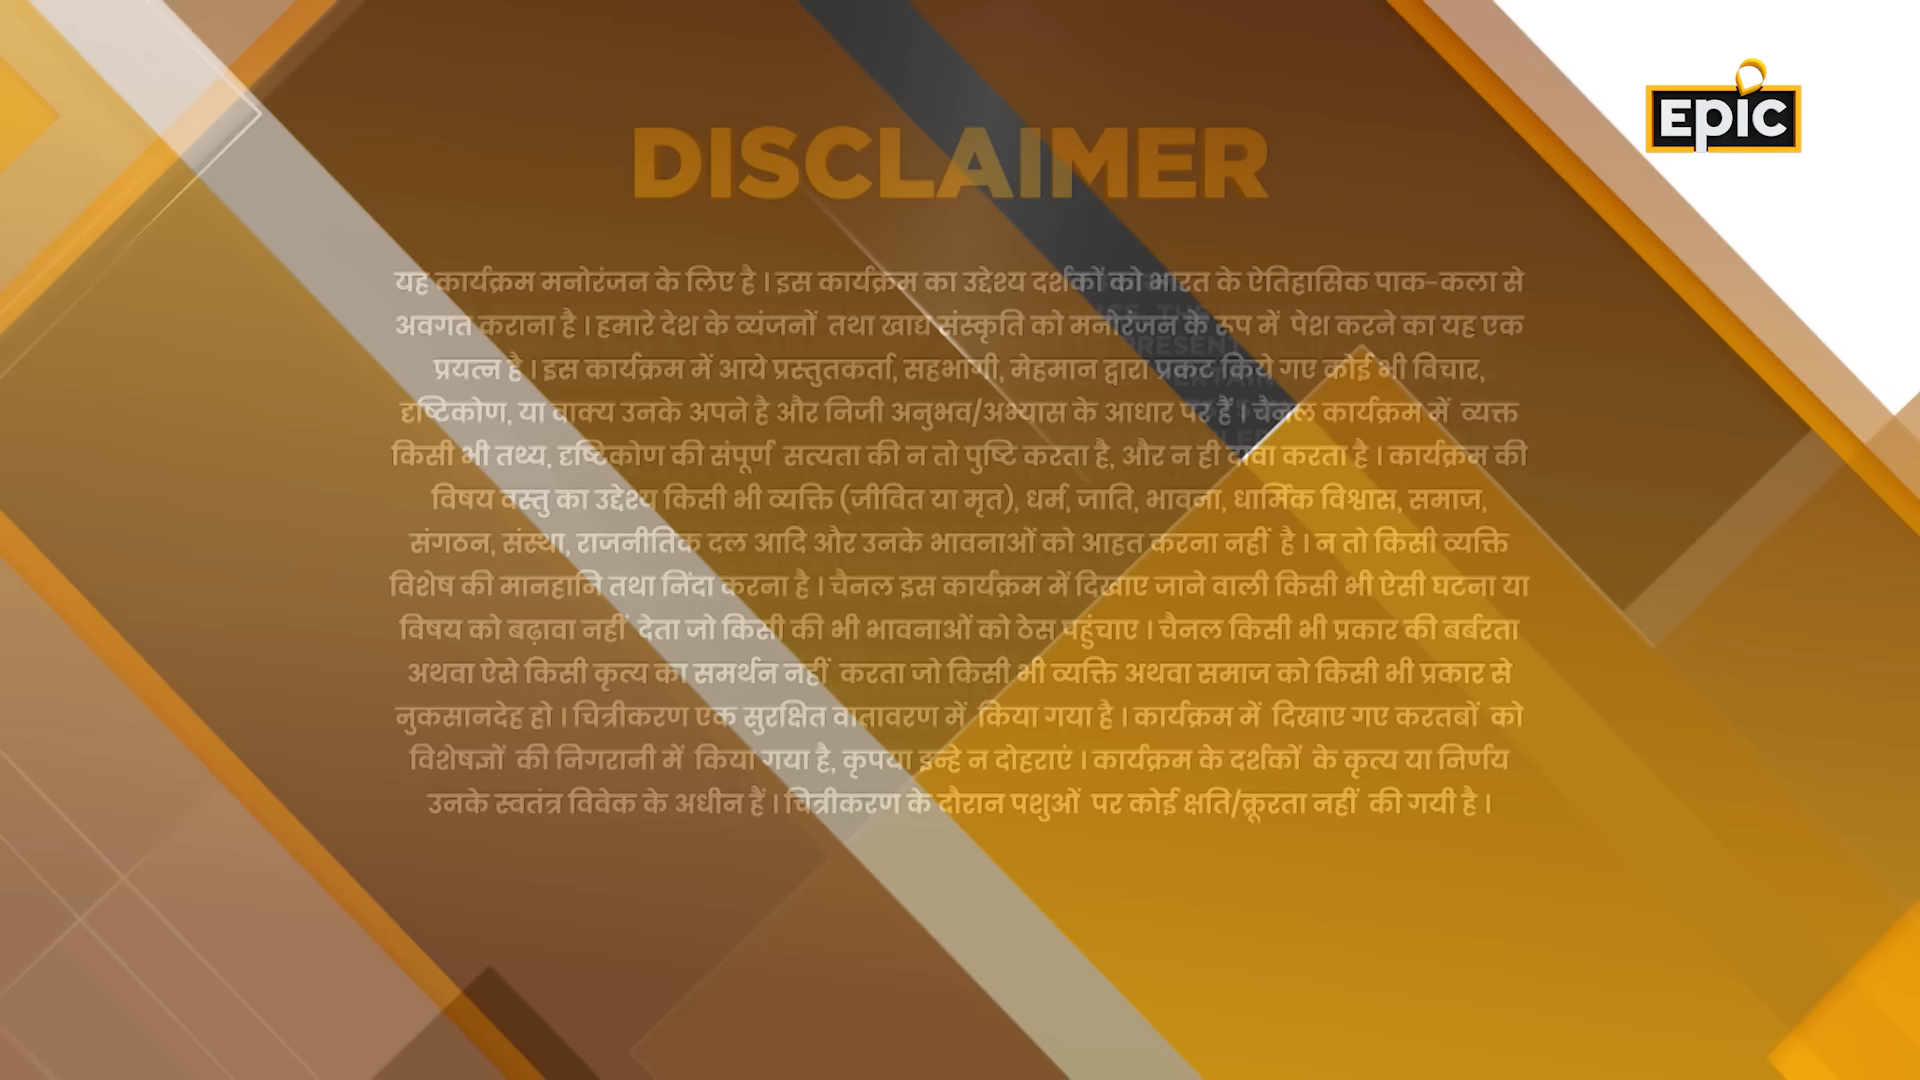 epic
DISCLAIMER
यह कार्यक्रम मनोरंजन के लिए है । इस कार्यक्रम का उद्देश्य दर्शकों को भारत के ऐतिहासिक पाक-कला से
अवगत कराना है । हमारे देश के व्यंजनों तथा खाद्य संस्कृति को मनोरंजन के रूप में पेश करने का यह एक
प्रयत्न है । इस कार्यक्रम में आये प्रस्तुतकर्ता, सहभागी, मेहमान द्वारा प्रकट किये गए कोई भी विचार,
दृष्टिकोण, या वाक्य उनके अपने है और निजी अनुभव/अभ्यास के आधार पर हैं । चैनल कार्यक्रम में व्यक्त
किसी भी तथ्य, दृष्टिकोण की संपूर्ण सत्यता की न तो पुष्टि करता है, और न ही दावा करता है । कार्यक्रम की
विषय वस्तु का उद्देश्य किसी भी व्यक्ति (जीवित या मृत), धर्म, जाति, भावना, धार्मिक विश्वास, समाज,
संगठन, संस्था, राजनीतिक दल आदि और उनके भावनाओं को आहत करना नहीं है । न तो किसी व्यक्ति
विशेष की मानहानि तथा निंदा करना है । चैनल इस कार्यक्रम में दिखाए जाने वाली किसी भी ऐसी घटना या
विषय को बढ़ावा नहीं देता जो किसी की भी भावनाओं को ठेस पहुंचाए । चैनल किसी भी प्रकार की बर्बरता
अथवा ऐसे किसी कृत्य का समर्थन नहीं करता जो किसी भी व्यक्ति अथवा समाज को किसी भी प्रकार से
नुकसानदेह हो । चित्रीकरण एक सुरक्षित वातावरण में किया गया है । कार्यक्रम में दिखाए गए करतबों को
विशेषज्ञों की निगरानी में किया गया है, कृपया इन्हे न दोहराएं । कार्यक्रम के दर्शकों के कृत्य या निर्णय
उनके स्वतंत्र विवेक के अधीन हैं । चित्रीकरण के दौरान पशुओं पर कोई क्षति/क्रूरता नहीं की गयी है ।